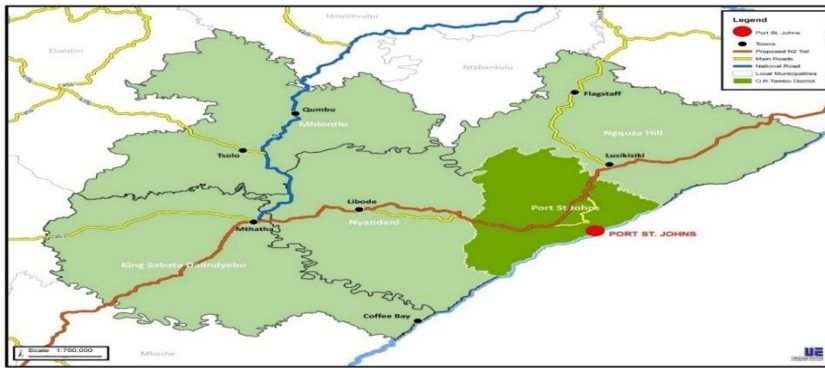 Umzimvubu
Elundini
Ntabankulu
Legend
Port St. Johns
Towns
Proposed N2 Toll
Main Roads
National Road
Local Municipalities
O.R Tambo District
Qumbu
Mhlontlo
Flagstaff
Ngquza Hill
Tsolo
Lusikisiki
Libode
Port St Johns
Mthatha
Nyandeni
PORT ST. JOHNS
King Sabata Dalindyebo
Coffee Bay
Scale 1:750,000
Mbashe